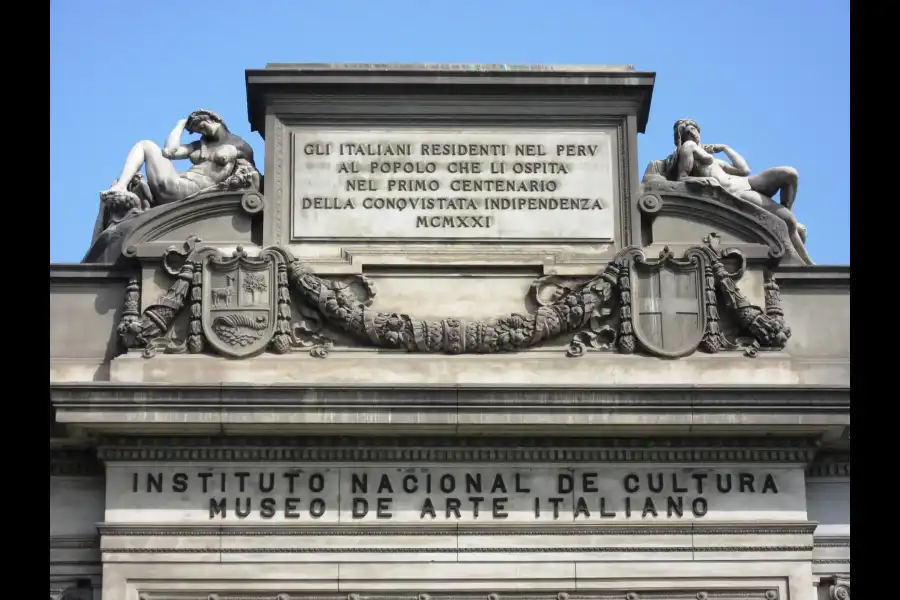 GLI ITALIANI RESIDENTI NEL PERV
AL POPOLO CHE LI OSPITA
NEL PRIMO CENTENARIO
DELLA CONQVISTATA INDIPENDENZA
MCMXXI
INSTITUTO NACIONAL DE CULTURA
MUSEO DE ARTE ITALIANO